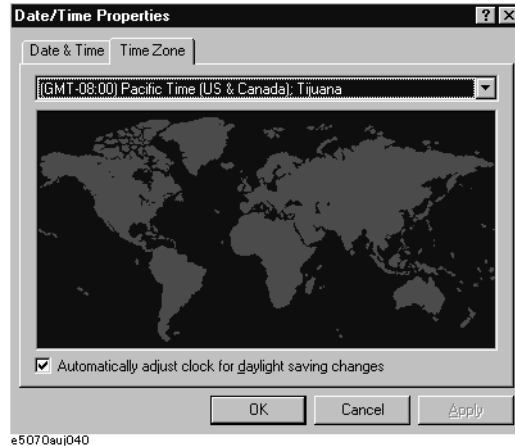 Date/Time Properties
? X
Date & Time Time Zone
(GMT-08:00) Pacific Time (US & Canada); Tijuana
Automatically adjust clock for daylight saving changes
OK Cancel Apply
e5070auj040